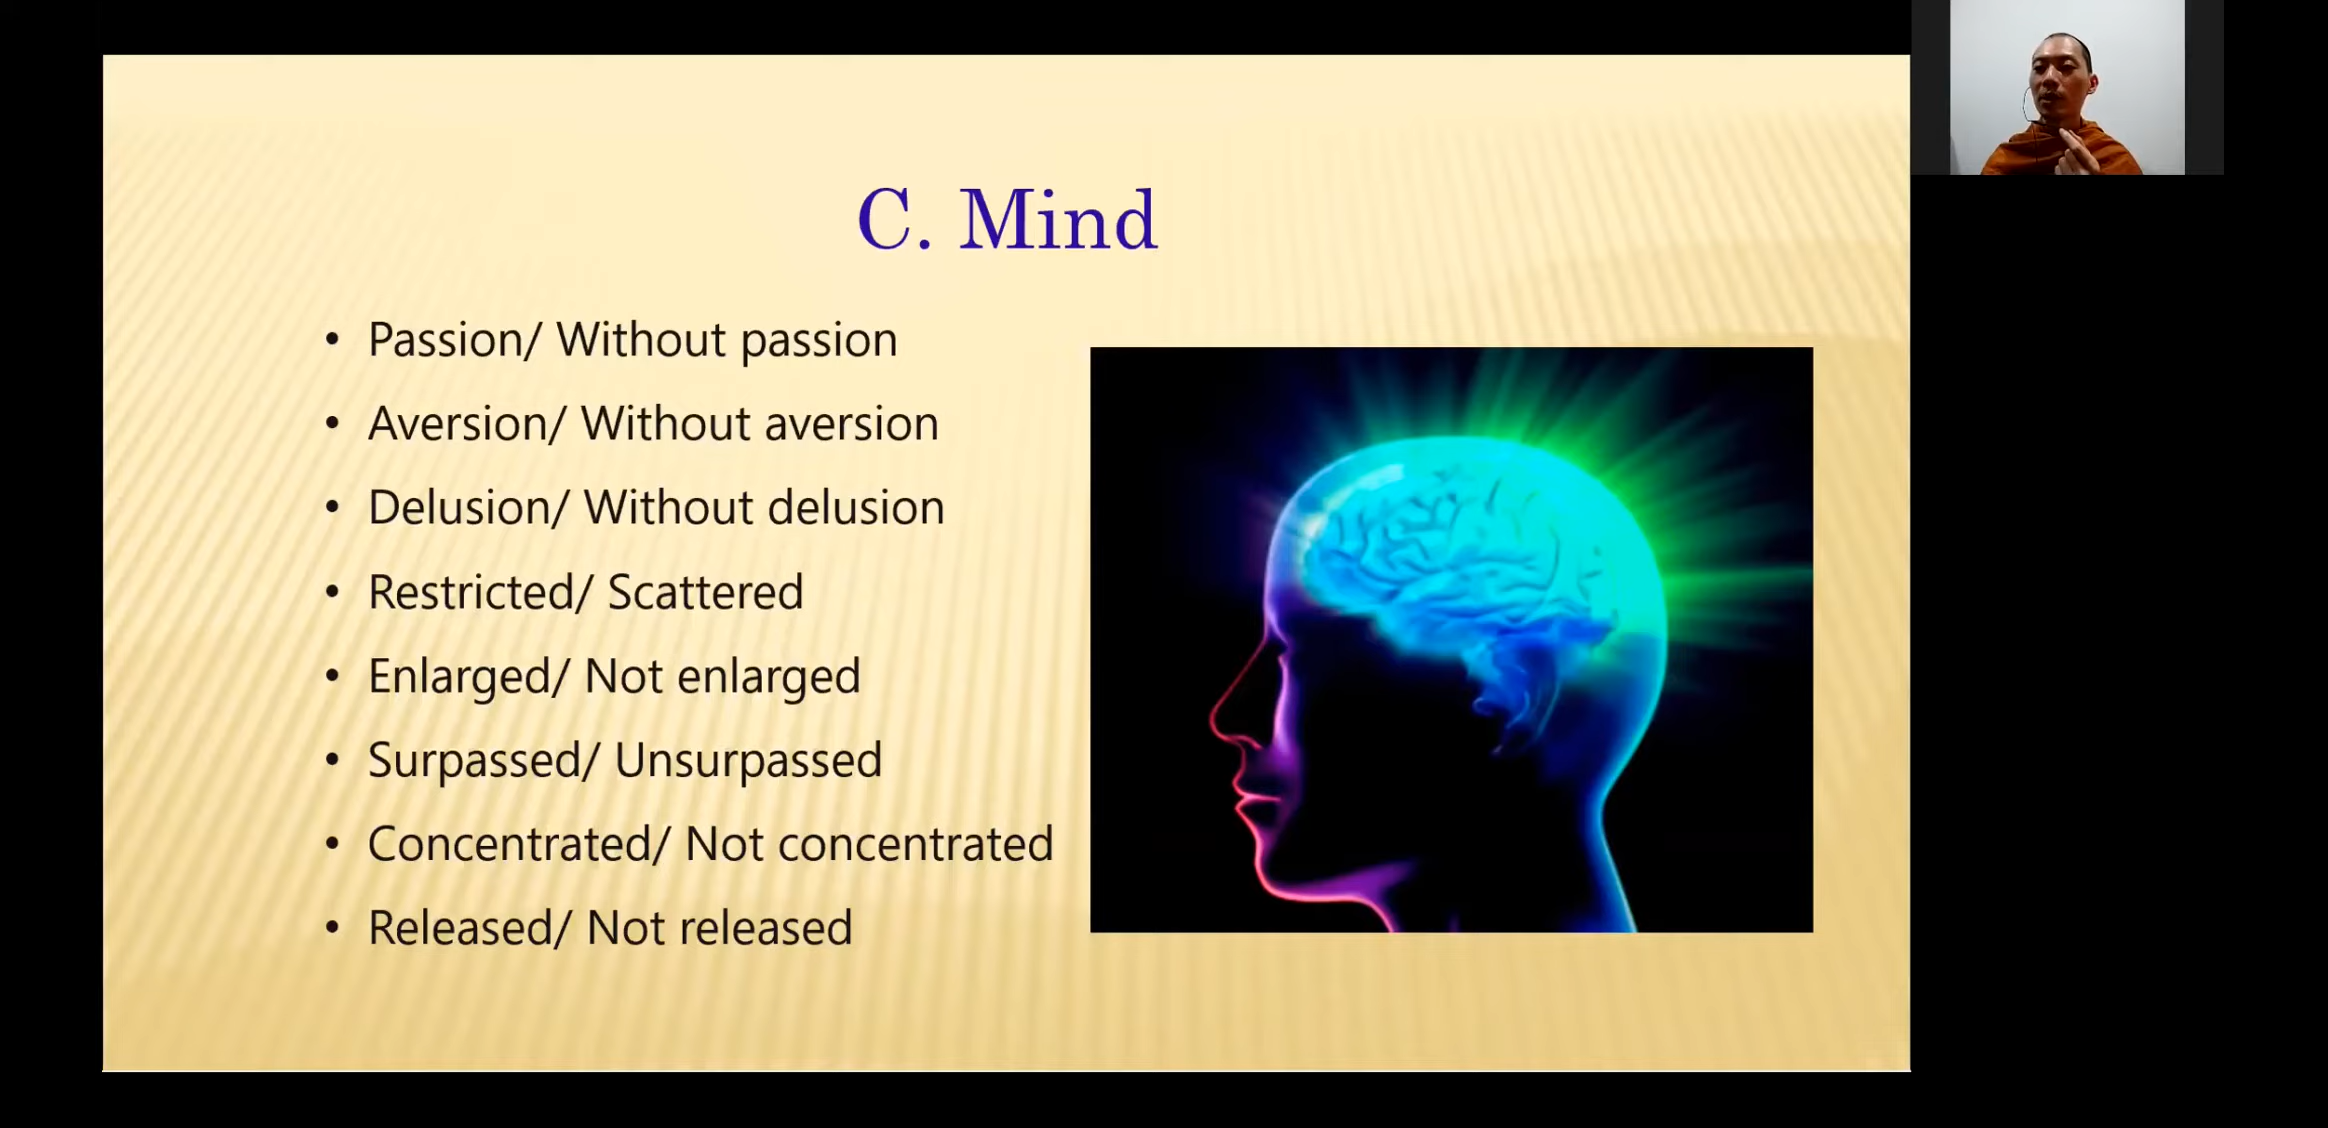 C. Mind
• Passion/ Without passion
• Aversion/ Without aversion
• Delusion/ Without delusion
• Restricted/ Scattered
• Enlarged/ Not enlarged
• Surpassed/ Unsurpassed
• Concentrated/ Not concentrated
• Released/ Not released